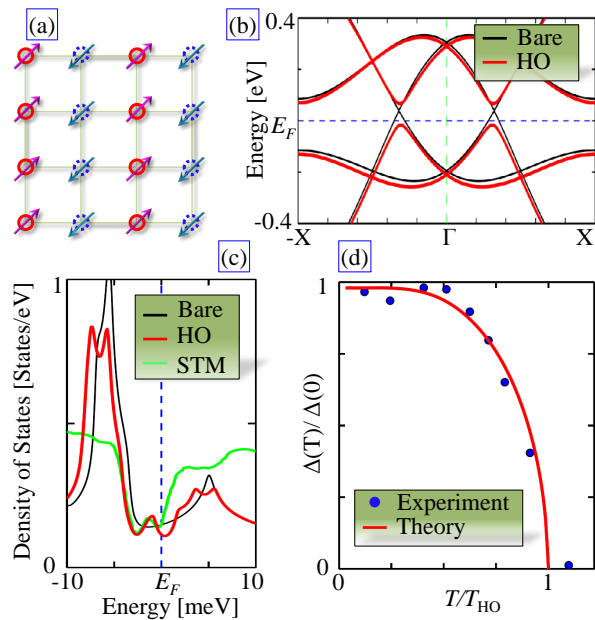 (a)
(b)
0.4
Bare
HO
Energy [eV]
E_F
-0.4
-X
Γ
X
(c)
1
Bare
HO
STM
Density of States [States/eV]
0
-10
E_F
10
Energy [meV]
(d)
1
Δ(T)/Δ(0)
Experiment
Theory
0
0
1
T/T_HO